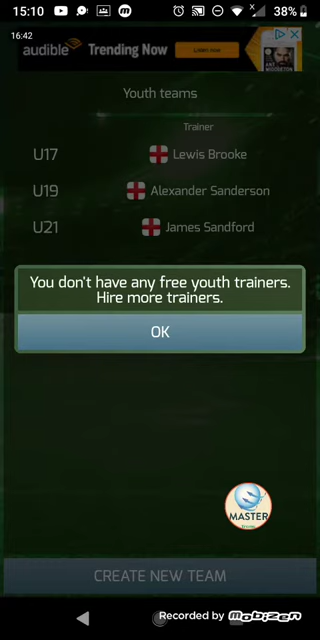 15:10
38%
16:42
audible Trending Now
Youth teams
Trainer
U17 Lewis Brooke
U19 Alexander Sanderson
U21 James Sandford
You don't have any free youth trainers.
Hire more trainers.
OK
MASTER
CREATE NEW TEAM
Recorded by MOBIZEN